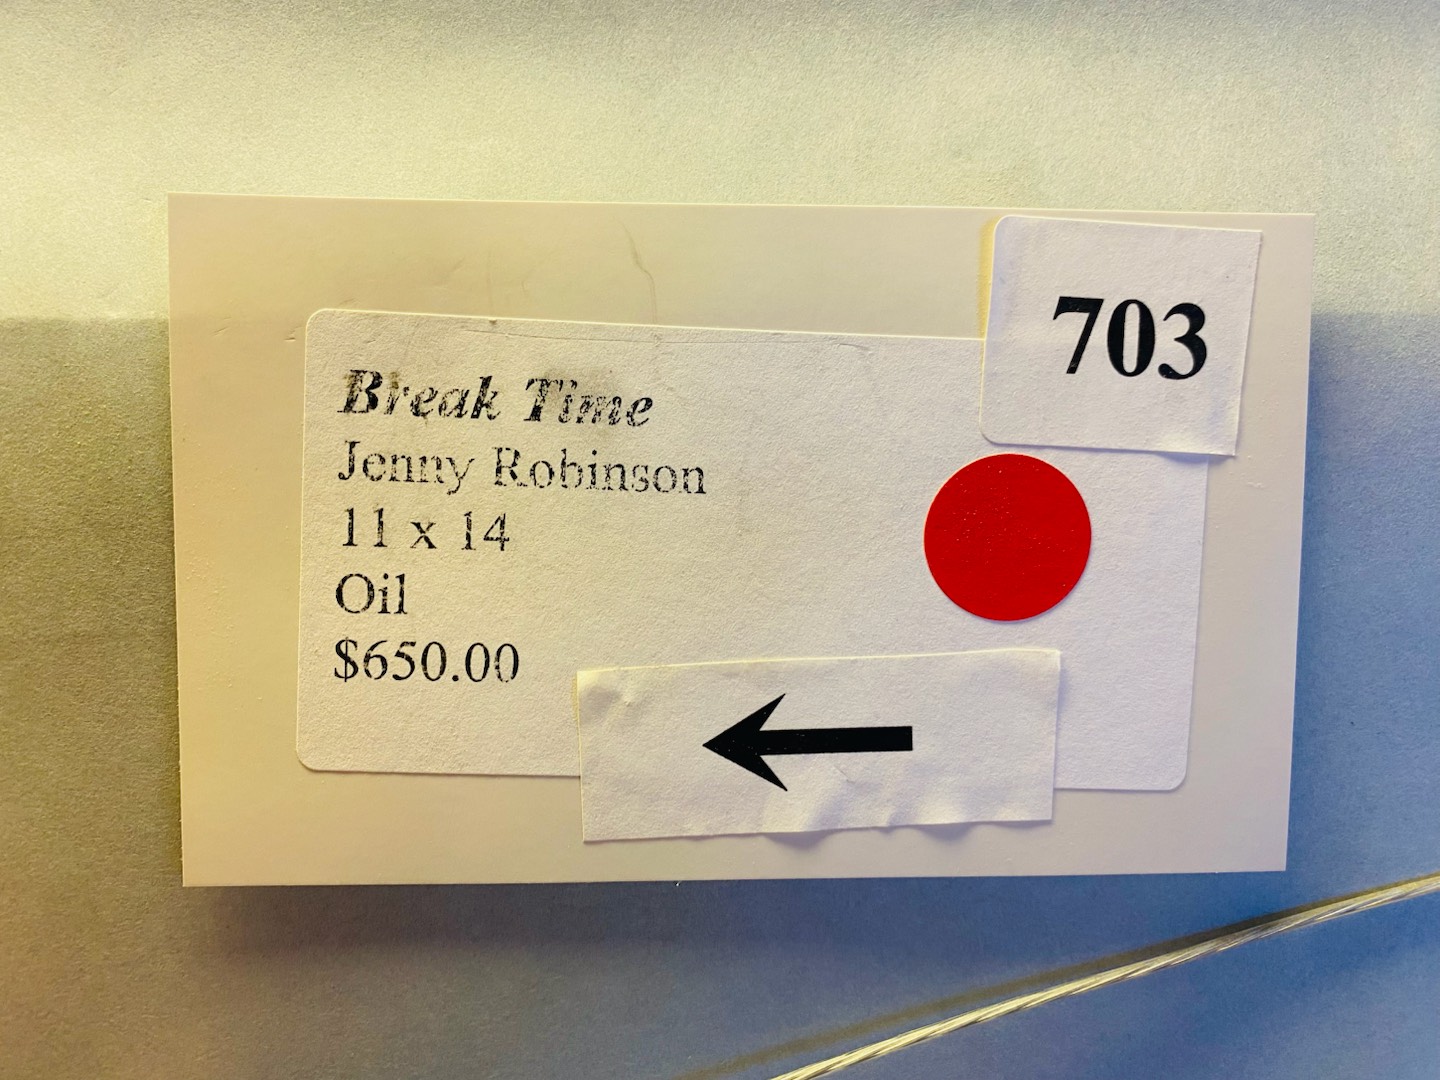 703
Break Time
Jenny Robinson
11 x 14
Oil
$650.00